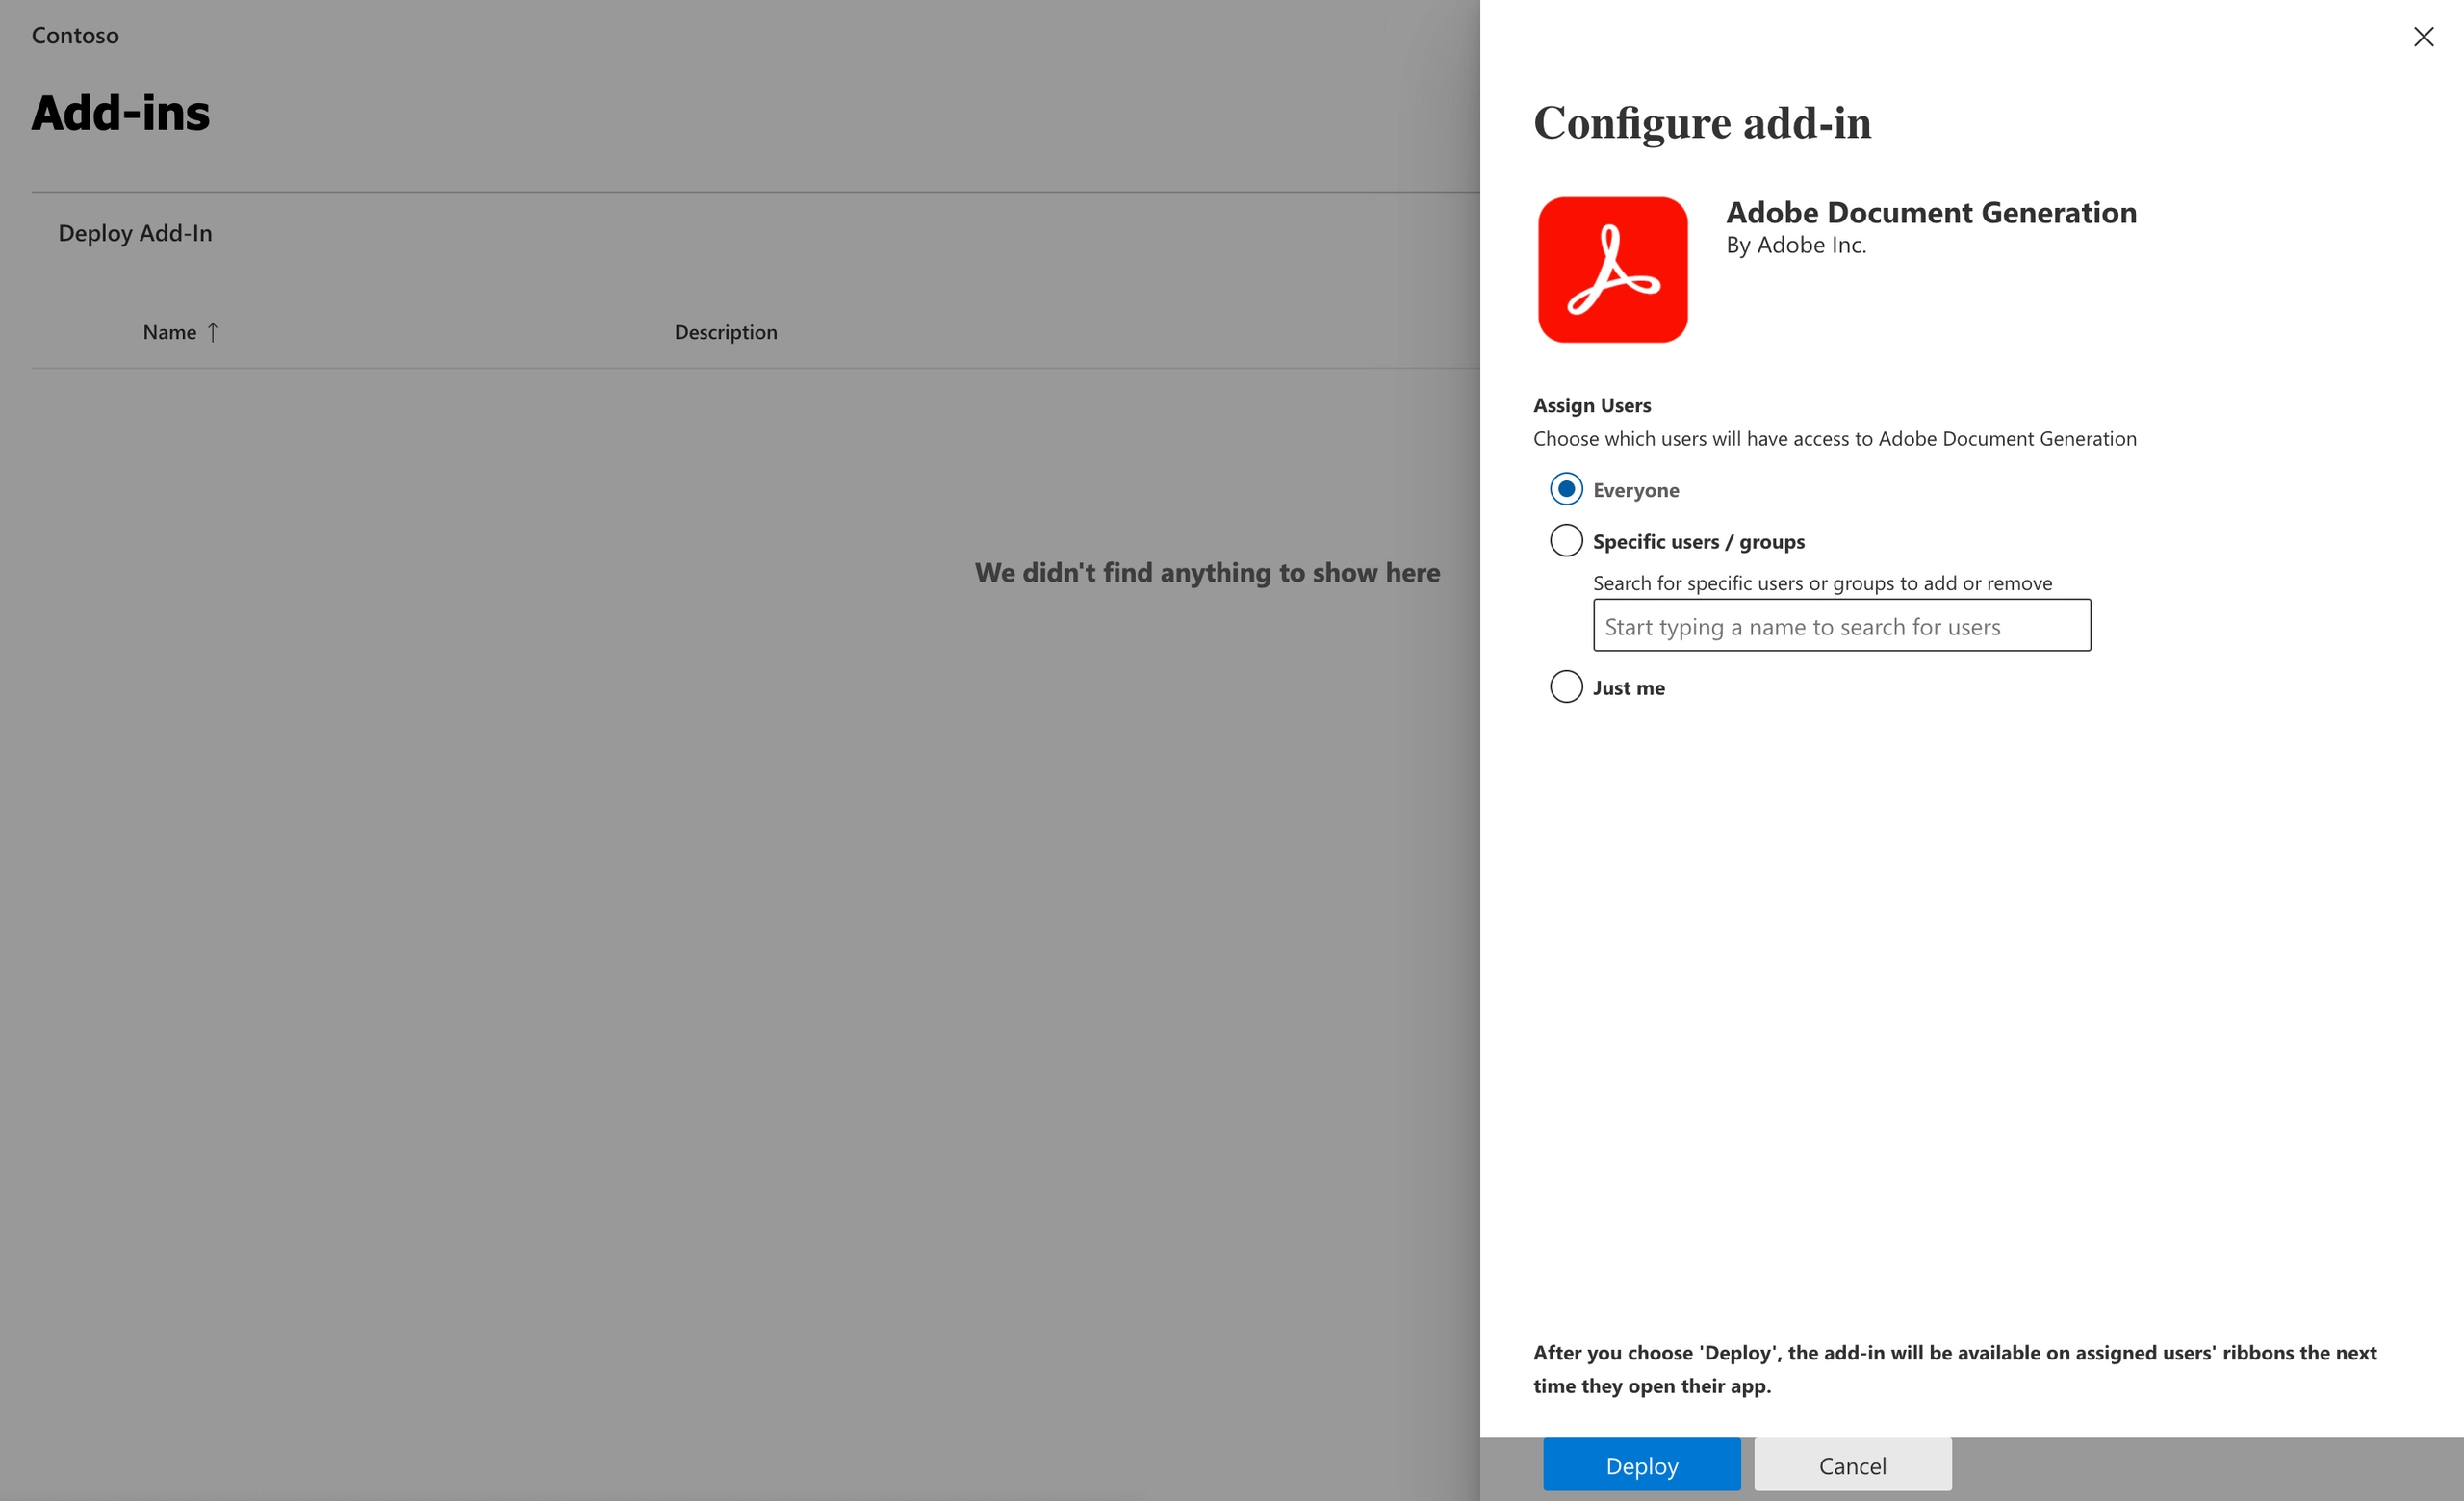 Contoso
Add-ins
Deploy Add-In
Name ↑
Description
We didn't find anything to show here
Configure add-in
Adobe Document Generation
By Adobe Inc.
Assign Users
Choose which users will have access to Adobe Document Generation
Everyone
Specific users / groups
Search for specific users or groups to add or remove
Start typing a name to search for users
Just me
After you choose 'Deploy', the add-in will be available on assigned users' ribbons the next
time they open their app.
Deploy
Cancel